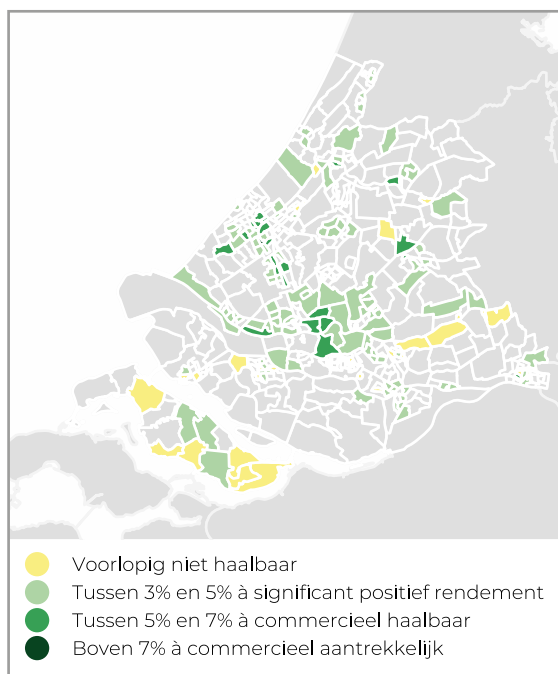 Voorlopig niet haalbaar
Tussen 3% en 5% à significant positief rendement
Tussen 5% en 7% à commercieel haalbaar
Boven 7% à commercieel aantrekkelijk